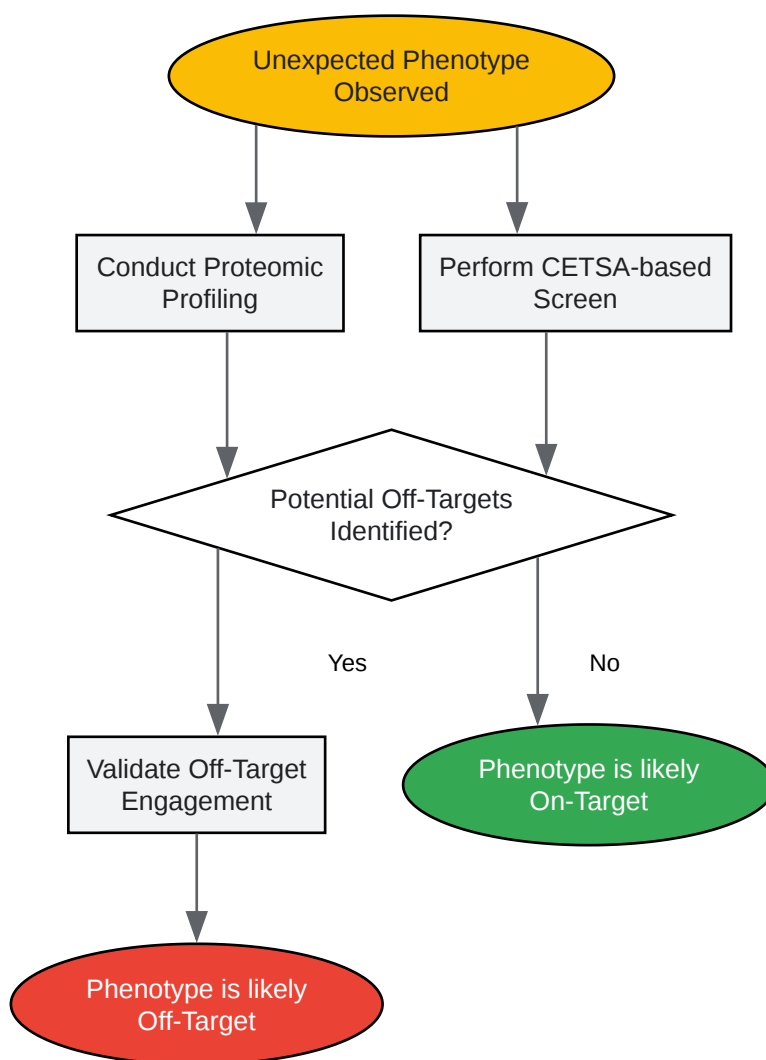 Unexpected Phenotype
Observed
Conduct Proteomic
Profiling
Perform CETSA-based
Screen
Potential Off-Targets
Identified?
Yes
No
Validate Off-Target
Engagement
Phenotype is likely
On-Target
Phenotype is likely
Off-Target